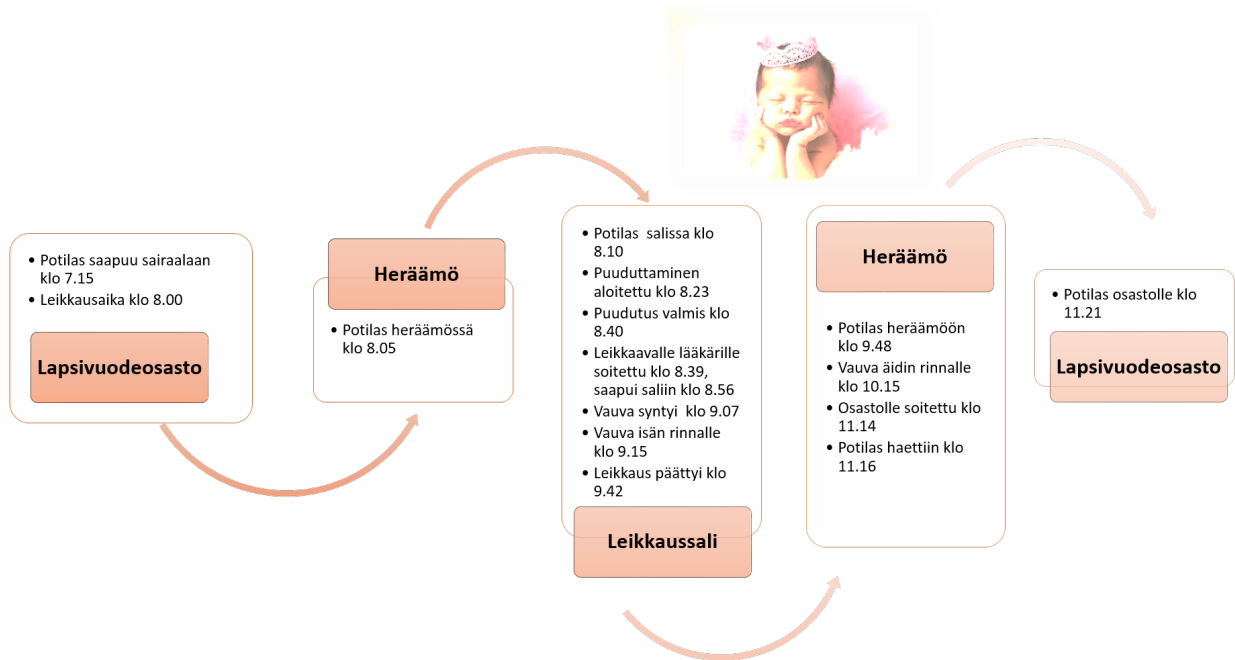 • Potilas saapuu sairaalaan
klo 7.15
• Leikkausaika klo 8.00
Lapsivuodeosasto
Heräämö
• Potilas heräämössä
klo 8.05
• Potilas  salissa klo
8.10
• Puuduttaminen
aloitettu klo 8.23
• Puudutus valmis klo
8.40
• Leikkaavalle lääkärille
soitettu klo 8.39,
saapui saliin klo 8.56
• Vauva syntyi  klo 9.07
• Vauva isän rinnalle
klo 9.15
• Leikkaus päättyi klo
9.42
Leikkaussali
Heräämö
• Potilas heräämöön
klo 9.48
• Vauva äidin rinnalle
klo 10.15
• Osastolle soitettu klo
11.14
• Potilas haettiin klo
11.16
• Potilas osastolle klo
11.21
Lapsivuodeosasto